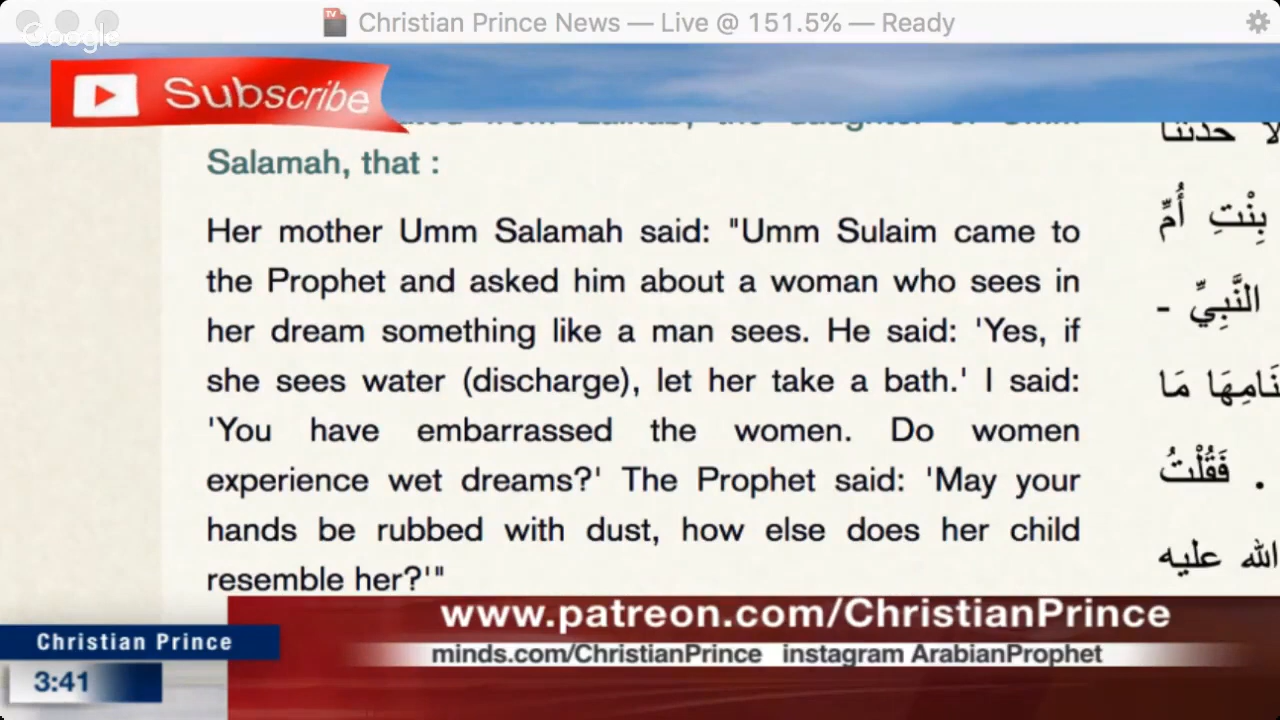 Christian Prince News — Live @ 151.5% — Ready
Google
Subscribe
Salamah, that :
Her mother Umm Salamah said: "Umm Sulaim came to
the Prophet and asked him about a woman who sees in
her dream something like a man sees. He said: 'Yes, if
she sees water (discharge), let her take a bath.' I said:
'You have embarrassed the women. Do women
experience wet dreams?' The Prophet said: 'May your
hands be rubbed with dust, how else does her child
resemble her?'"
بِنْتِ أُمِّ
النَّبِيِّ -
مَا
. فَقُلْتُ
الله عليه
www.patreon.com/ChristianPrince
minds.com/ChristianPrince instagram ArabianProphet
Christian Prince
3:41